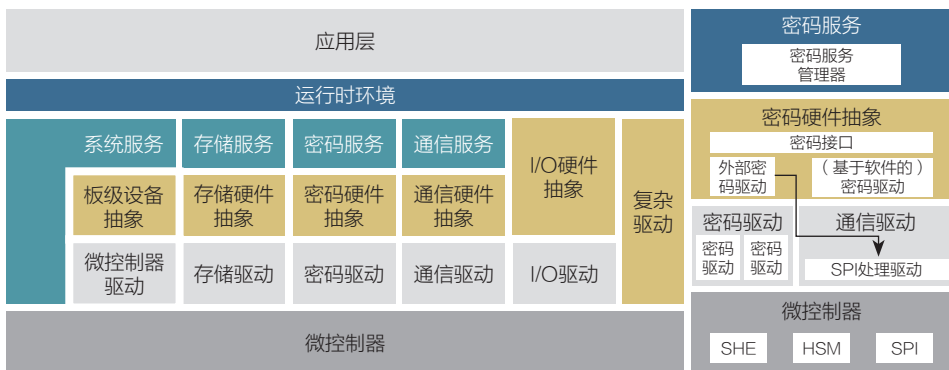 应用层
运行时环境
系统服务
存储服务
密码服务
通信服务
I/O硬件
抽象
复杂
驱动
板级设备
抽象
存储硬件
抽象
密码硬件
抽象
通信硬件
抽象
微控制器
驱动
存储驱动
密码驱动
通信驱动
I/O驱动
微控制器
密码服务
密码服务
管理器
密码硬件抽象
密码接口
外部密
码驱动
（基于软件的）
密码驱动
密码驱动
密码
驱动
密码
驱动
通信驱动
SPI处理驱动
微控制器
SHE
HSM
SPI